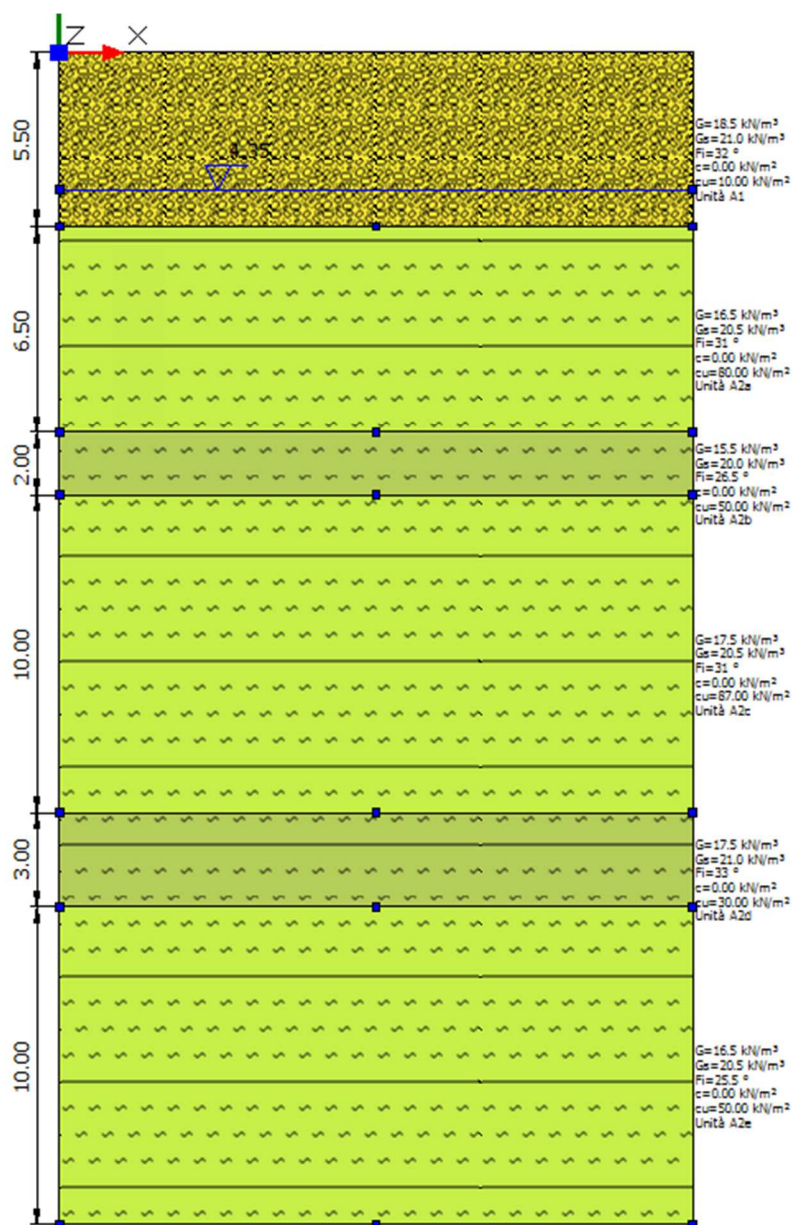 Z X
5.50
4.35
G=18.5 kN/m³
Gs=21.0 kN/m³
Fi=32 °
c=0.00 kN/m²
cu=10.00 kN/m²
Unità A1
6.50
G=16.5 kN/m³
Gs=20.5 kN/m³
Fi=31 °
c=0.00 kN/m²
cu=80.00 kN/m²
Unità A2a
2.00
G=15.5 kN/m³
Gs=20.0 kN/m³
Fi=26.5 °
c=0.00 kN/m²
cu=50.00 kN/m²
Unità A2b
10.00
G=17.5 kN/m³
Gs=20.5 kN/m³
Fi=31 °
c=0.00 kN/m²
cu=87.00 kN/m²
Unità A2c
3.00
G=17.5 kN/m³
Gs=21.0 kN/m³
Fi=33 °
c=0.00 kN/m²
cu=30.00 kN/m²
Unità A2d
10.00
G=16.5 kN/m³
Gs=20.5 kN/m³
Fi=25.5 °
c=0.00 kN/m²
cu=50.00 kN/m²
Unità A2e